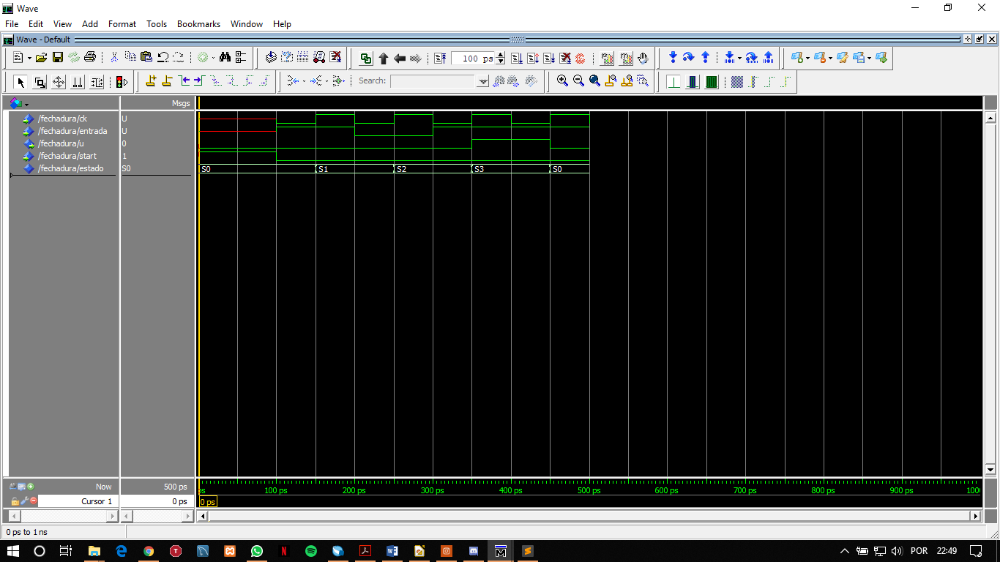 Wave
File Edit View Add Format Tools Bookmarks Window Help
Wave - Default
100 ps
Search:
Msgs
/fechadura/ck U
/fechadura/entrada U
/fechadura/u 0
/fechadura/start 1
/fechadura/estado S0 S0 S1 S2 S3 S0
Now 500 ps ps 100 ps 200 ps 300 ps 400 ps 500 ps 600 ps 700 ps 800 ps 900 ps 1000
Cursor 1 0 ps 0 ps
0 ps to 1 ns
POR 22:49